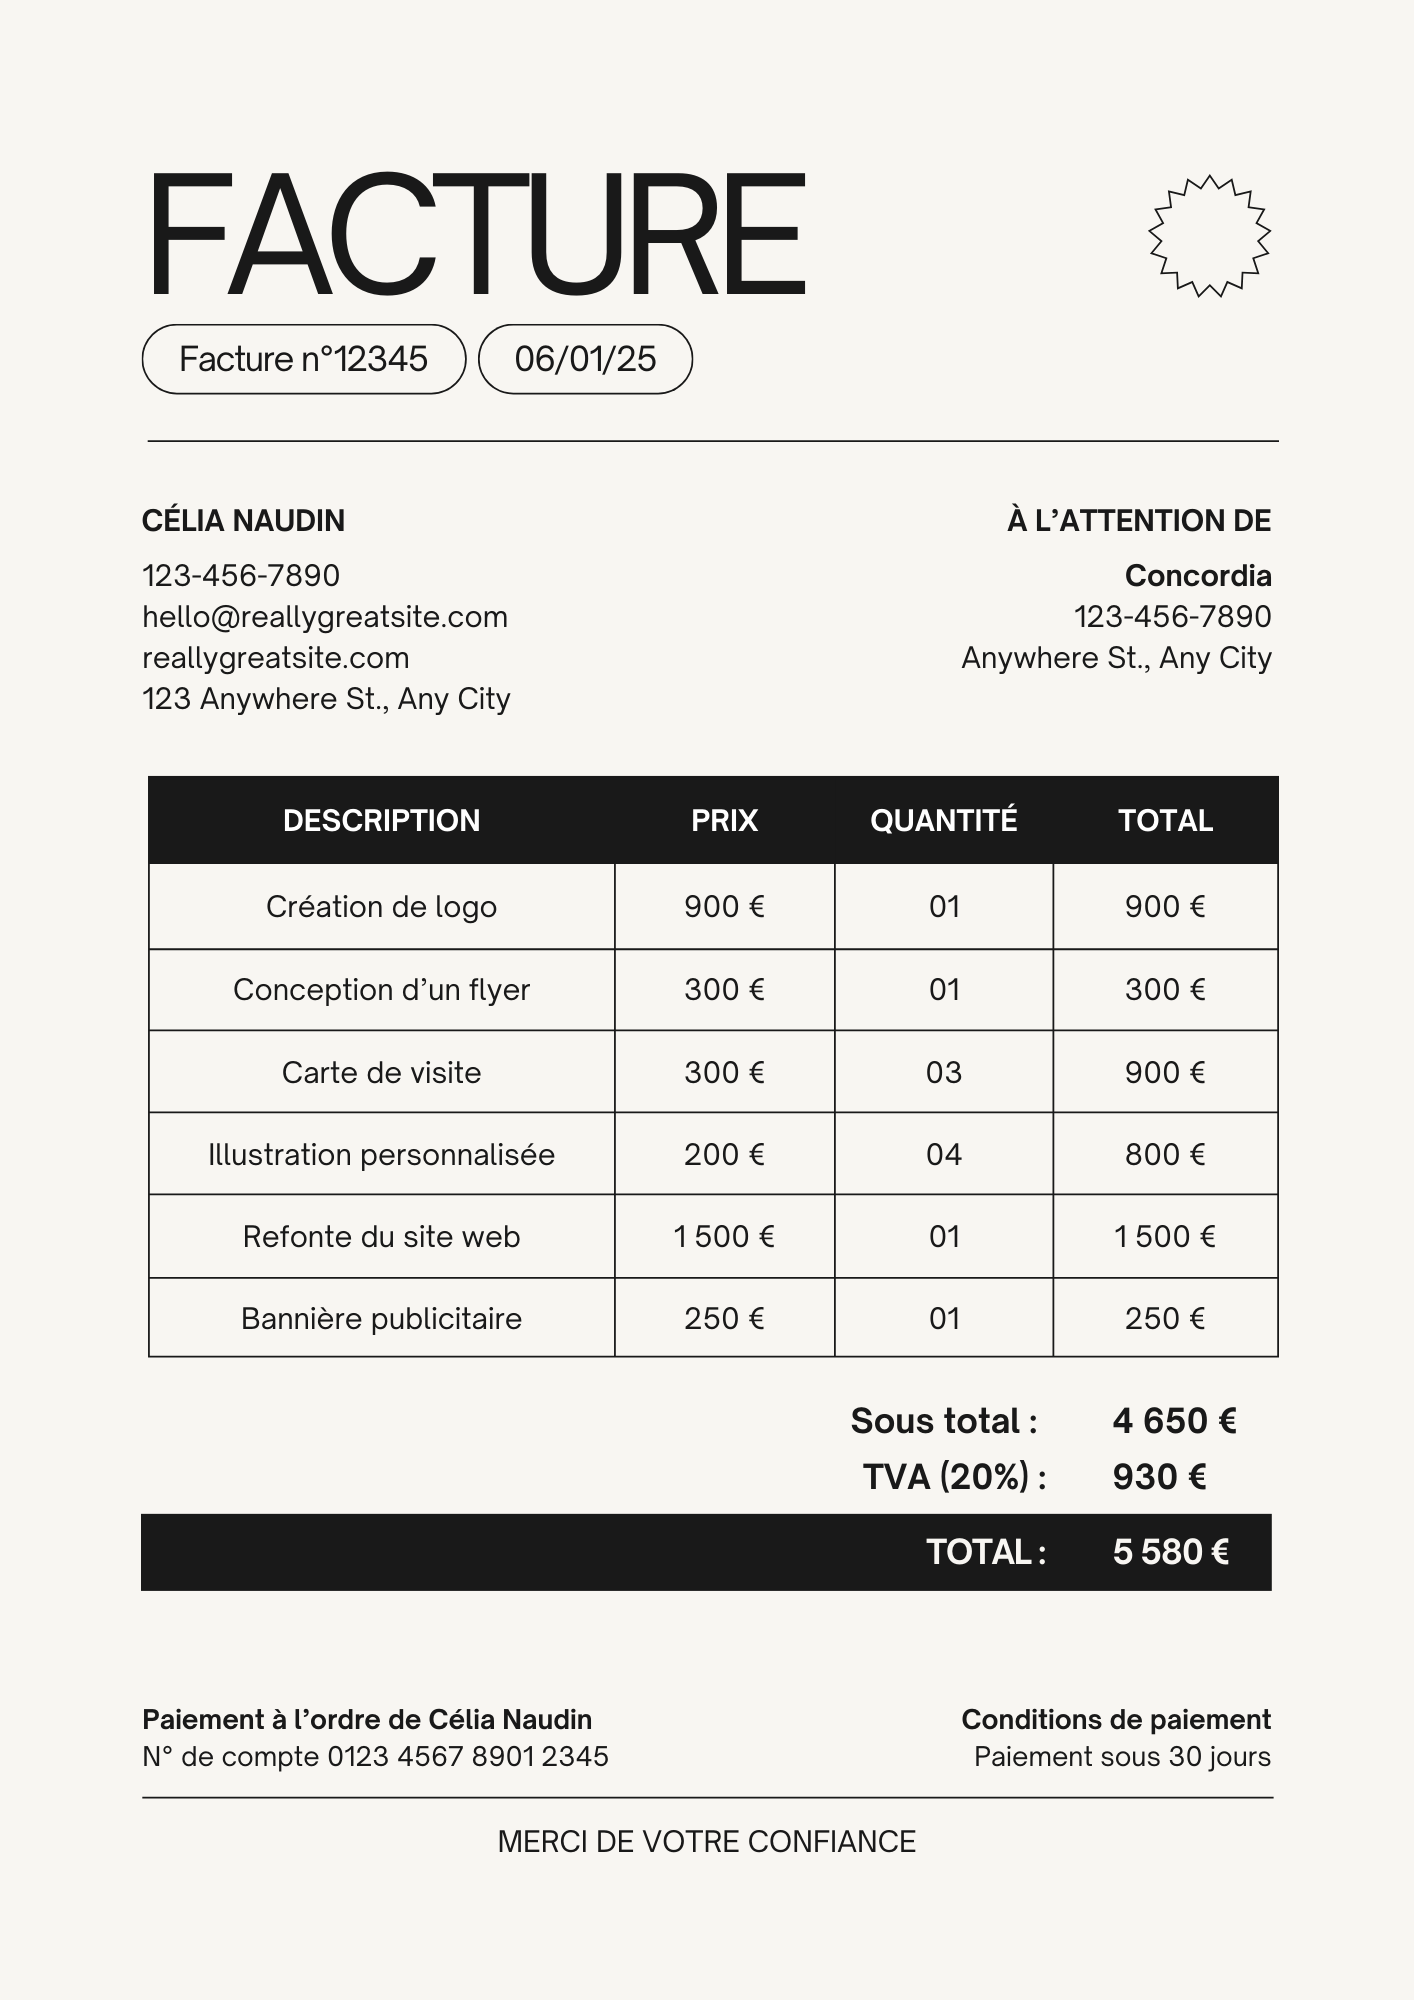 FACTURE
Facture n°12345 06/01/25
CÉLIA NAUDIN
123-456-7890
hello@reallygreatsite.com
reallygreatsite.com
123 Anywhere St., Any City
À L’ATTENTION DE
Concordia
123-456-7890
Anywhere St., Any City
DESCRIPTION PRIX QUANTITÉ TOTAL
Création de logo 900 € 01 900 €
Conception d’un flyer 300 € 01 300 €
Carte de visite 300 € 03 900 €
Illustration personnalisée 200 € 04 800 €
Refonte du site web 1 500 € 01 1 500 €
Bannière publicitaire 250 € 01 250 €
Sous total : 4 650 €
TVA (20%) : 930 €
TOTAL : 5 580 €
Paiement à l’ordre de Célia Naudin
N° de compte 0123 4567 8901 2345
Conditions de paiement
Paiement sous 30 jours
MERCI DE VOTRE CONFIANCE